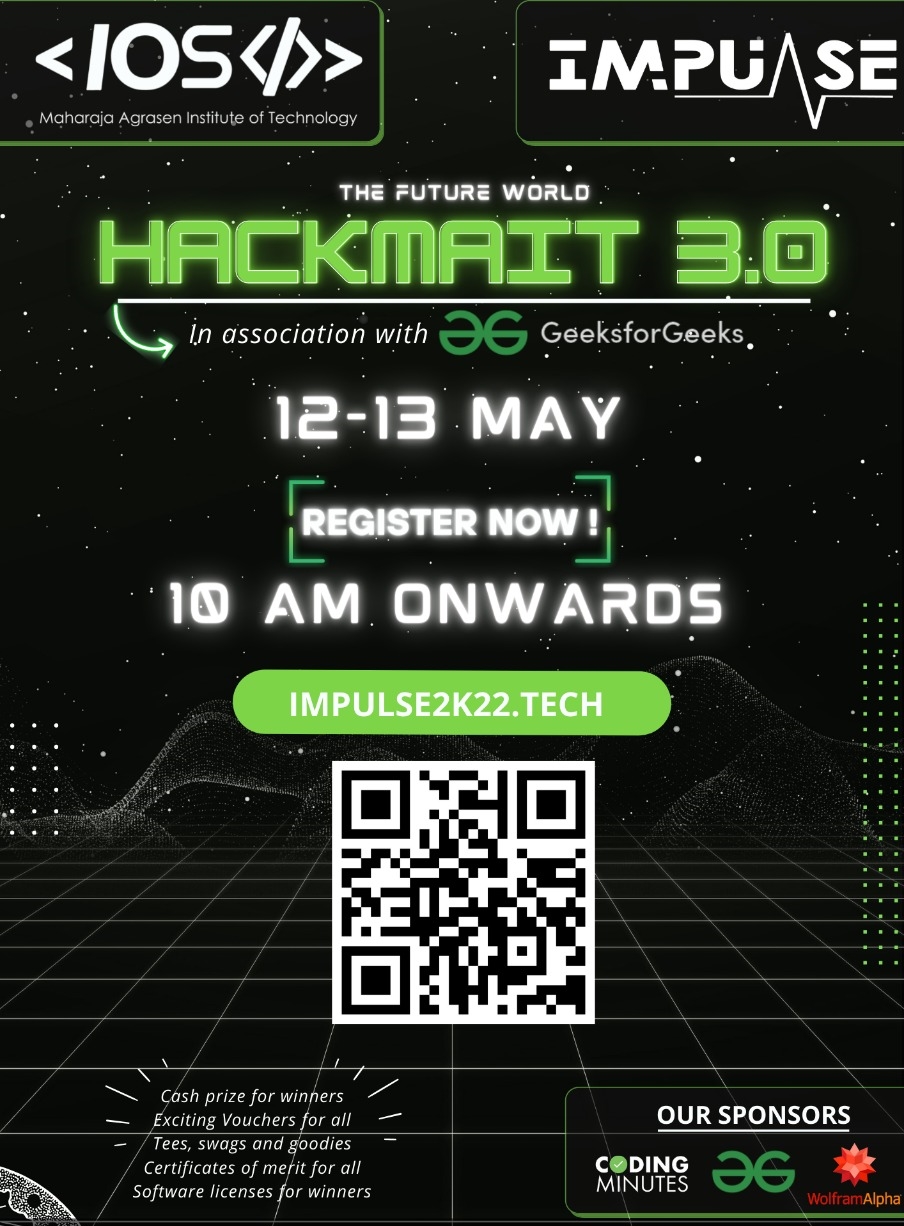 <IOS</>>
Maharaja Agrasen Institute of Technology
IMPULSE
THE FUTURE WORLD
HACKMAIT 3.0
In association with GeeksforGeeks
12-13 MAY
REGISTER NOW !
10 AM ONWARDS
IMPULSE2K22.TECH
Cash prize for winners
Exciting Vouchers for all
Tees, swags and goodies
Certificates of merit for all
Software licenses for winners
OUR SPONSORS
CODING
MINUTES
WolframAlpha